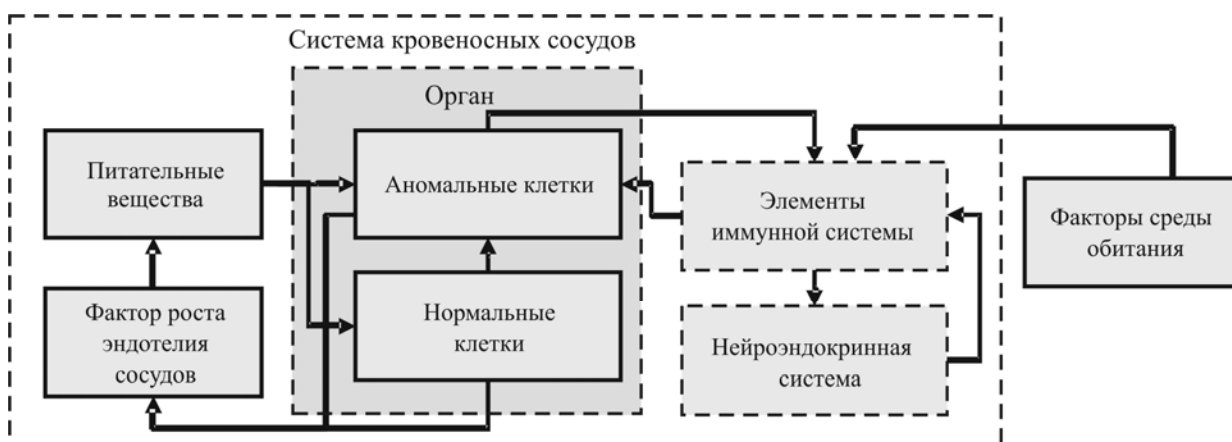 Система кровеносных сосудов
Орган
Питательные
вещества
Аномальные клетки
Элементы
иммунной системы
Факторы среды
обитания
Фактор роста
эндотелия
сосудов
Нормальные
клетки
Нейроэндокринная
система